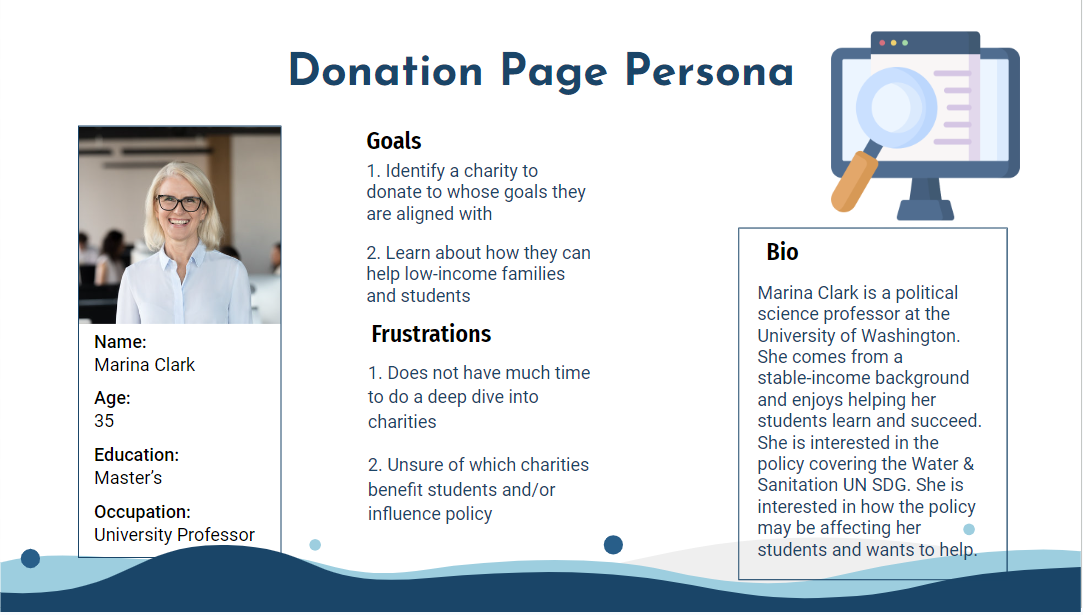 Donation Page Persona
Name:
Marina Clark
Age:
35
Education:
Master’s
Occupation:
University Professor
Goals
1. Identify a charity to
donate to whose goals they
are aligned with
2. Learn about how they can
help low-income families
and students
Frustrations
1. Does not have much time
to do a deep dive into
charities
2. Unsure of which charities
benefit students and/or
influence policy
Bio
Marina Clark is a political
science professor at the
University of Washington.
She comes from a
stable-income background
and enjoys helping her
students learn and succeed.
She is interested in the
policy covering the Water &
Sanitation UN SDG. She is
interested in how the policy
may be affecting her
students and wants to help.